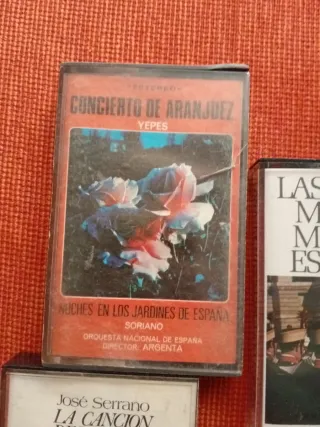 CONCIERTO DE ARANJUEZ
YEPES
NOCHES EN LOS JARDINES DE ESPAÑA
SORIANO
ORQUESTA NACIONAL DE ESPAÑA
DIRECTOR: ARGENTA
LAS
M
M
ES
José Serrano
LA CANCION